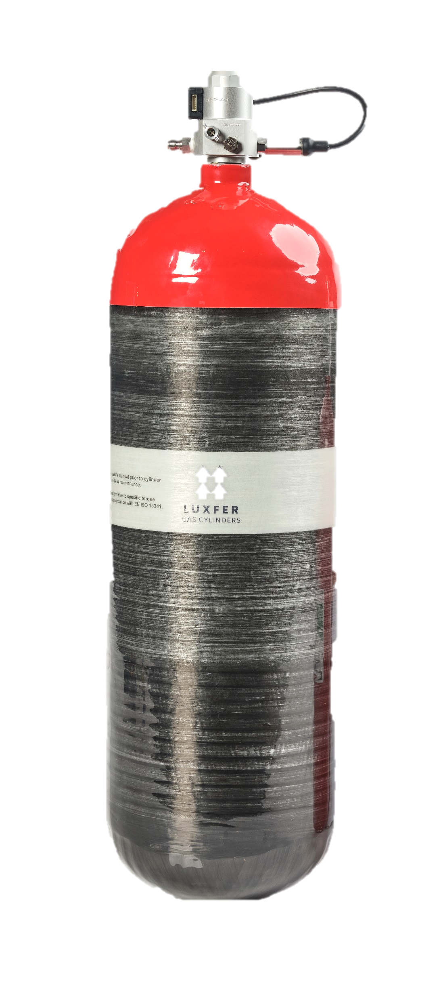 OUTLET
user's manual prior to cylinder
or maintenance.
valve to specific torque
accordance with EN ISO 13341.
LUXFER
GAS CYLINDERS